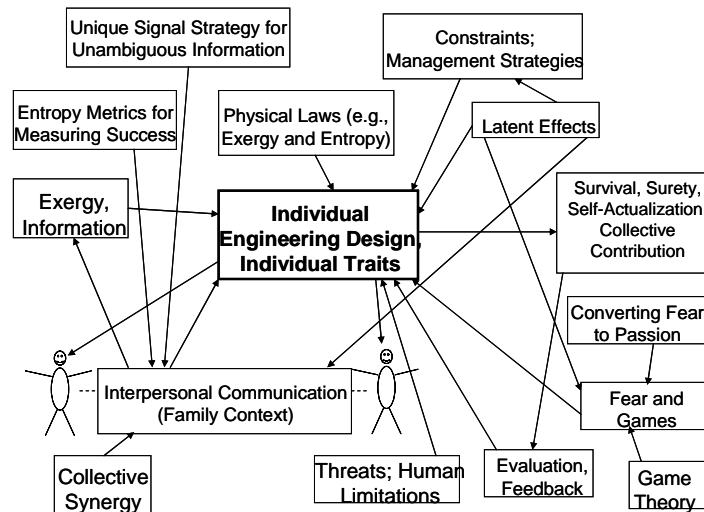 Unique Signal Strategy for
Unambiguous Information
Constraints;
Management Strategies
Entropy Metrics for
Measuring Success
Physical Laws (e.g.,
Exergy and Entropy)
Latent Effects
Exergy,
Information
Individual
Engineering Design,
Individual Traits
Survival, Surety,
Self-Actualization
Collective
Contribution
Converting Fear
to Passion
Interpersonal Communication
(Family Context)
Fear and
Games
Collective
Synergy
Threats; Human
Limitations
Evaluation,
Feedback
Game
Theory